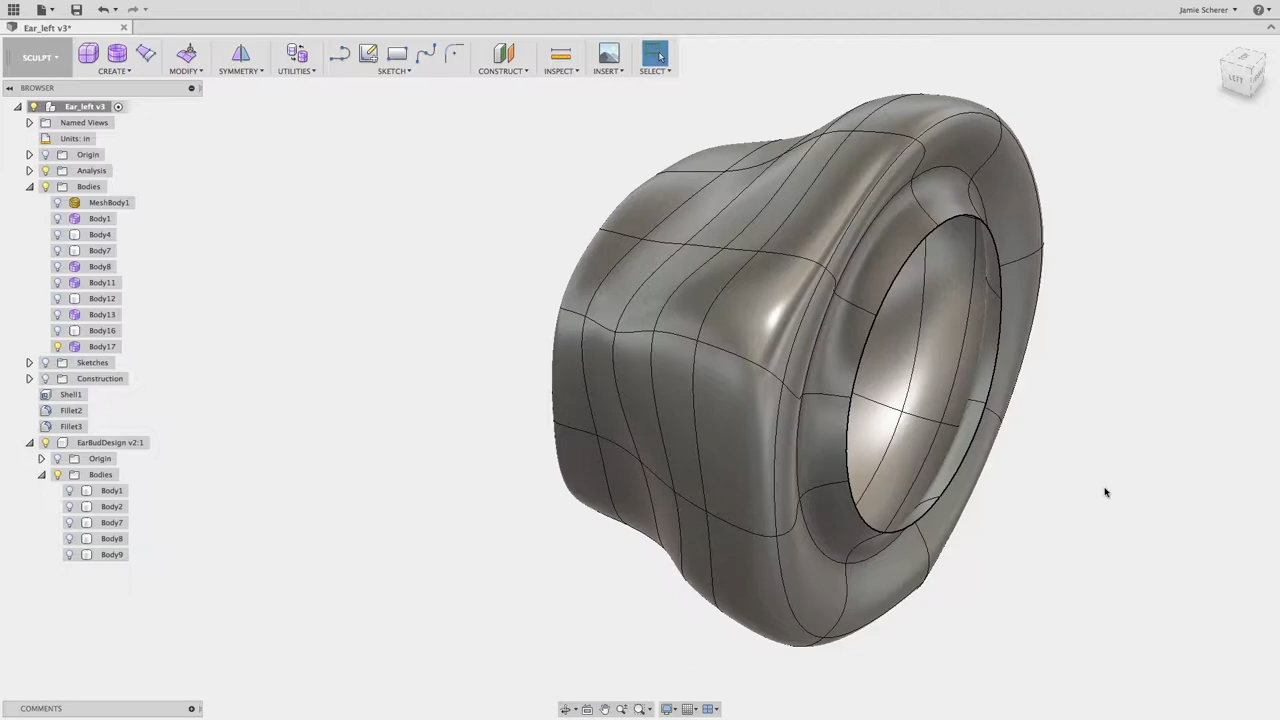 Jamie Scherer
Ear_left v3*
SCULPT
CREATE
MODIFY
SYMMETRY
UTILITIES
SKETCH
CONSTRUCT
INSPECT
INSERT
SELECT
BROWSER
Ear_left v3
Named Views
Units: in
Origin
Analysis
Bodies
MeshBody1
Body1
Body4
Body7
Body8
Body11
Body12
Body13
Body16
Body17
Sketches
Construction
Shell1
Fillet2
Fillet3
EarBudDesign v2:1
Origin
Bodies
Body1
Body2
Body7
Body8
Body9
LEFT
COMMENTS